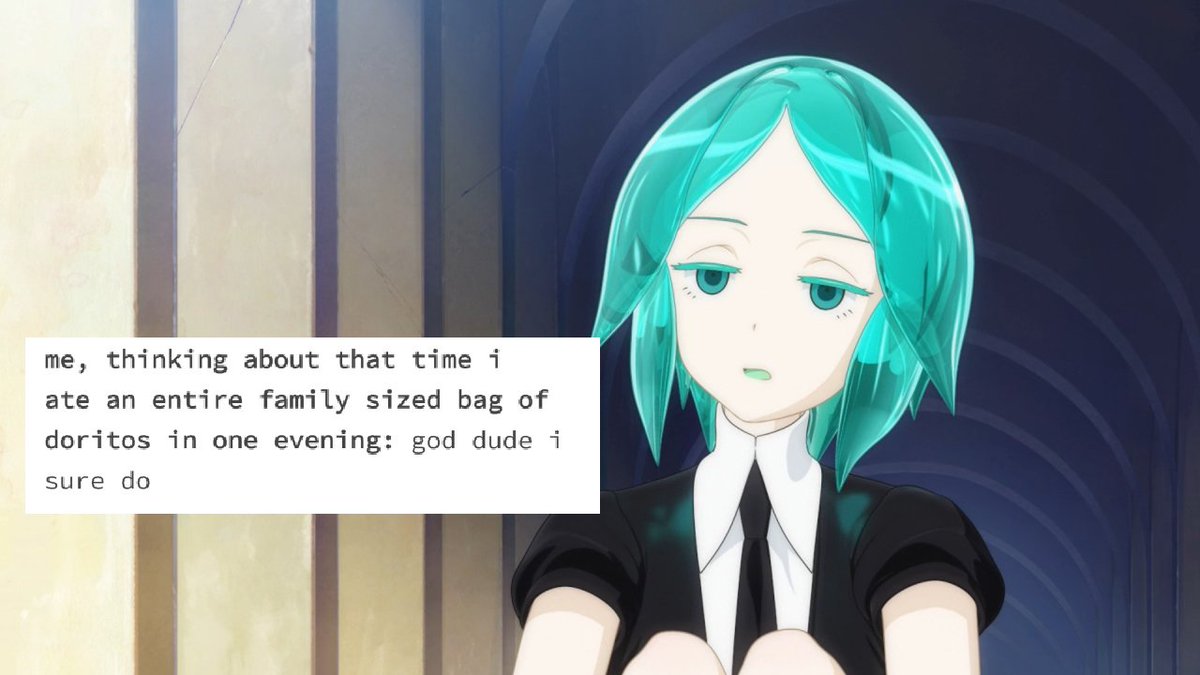 me, thinking about that time i
ate an entire family sized bag of
doritos in one evening: god dude i
sure do